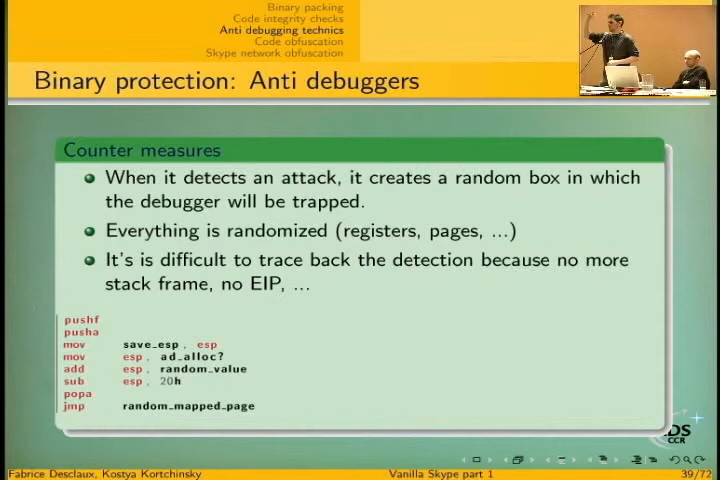 Binary packing
Code integrity checks
Anti debugging technics
Code obfuscation
Skype network obfuscation
Binary protection: Anti debuggers
Counter measures
When it detects an attack, it creates a random box in which
the debugger will be trapped.
Everything is randomized (registers, pages, ...)
It's is difficult to trace back the detection because no more
stack frame, no EIP, ...
pushf
pusha
mov save_esp, esp
mov esp, ad_alloc?
add esp, random_value
sub esp, 20h
popa
jmp random_mapped_page
CCR
Fabrice Desclaux, Kostya Kortchinsky Vanilla Skype part 1 39/72